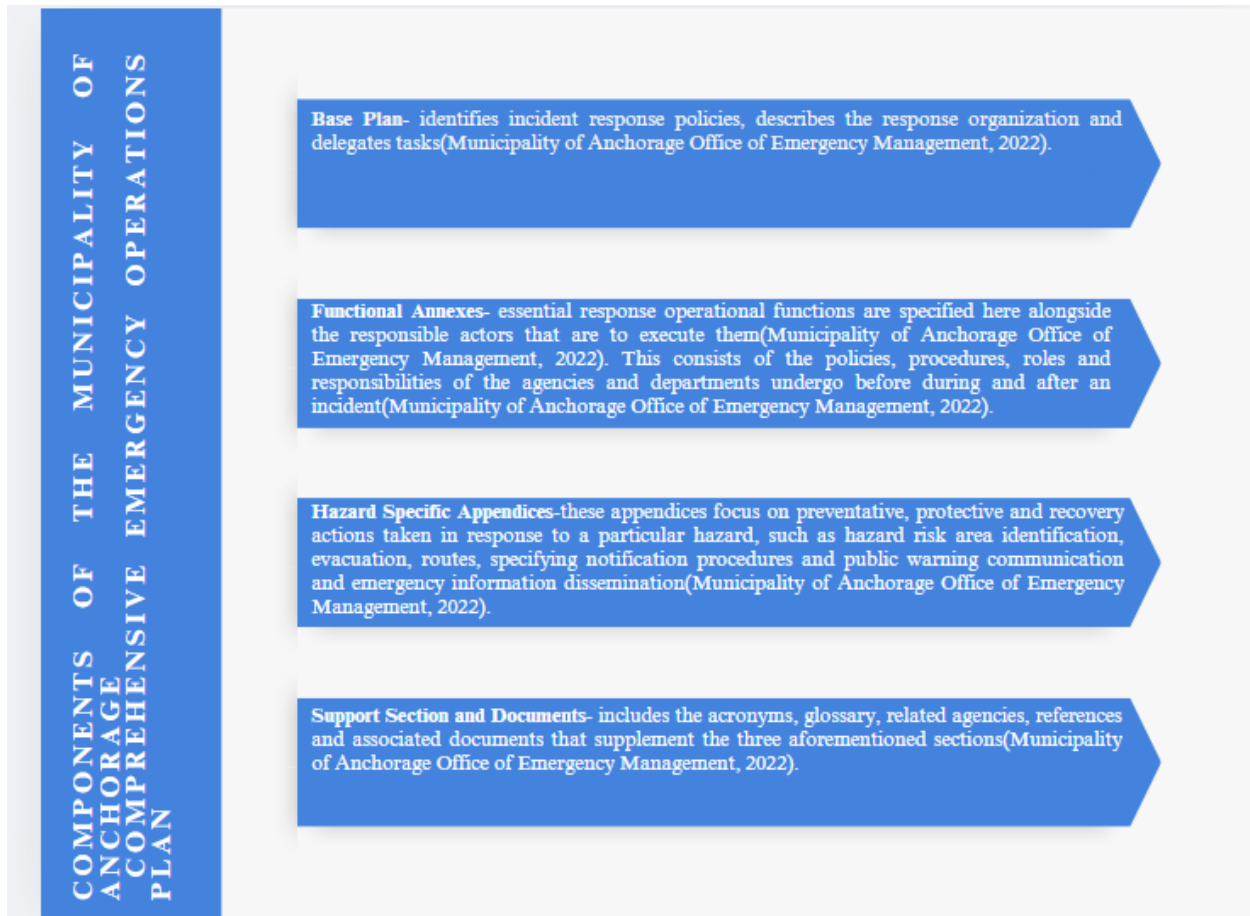 COMPONENTS OF THE MUNICIPALITY OF
ANCHORAGE
COMPREHENSIVE EMERGENCY OPERATIONS
PLAN
Base Plan- identifies incident response policies, describes the response organization and
delegates tasks(Municipality of Anchorage Office of Emergency Management, 2022).
Functional Annexes- essential response operational functions are specified here alongside
the responsible actors that are to execute them(Municipality of Anchorage Office of
Emergency Management, 2022). This consists of the policies, procedures, roles and
responsibilities of the agencies and departments undergo before during and after an
incident(Municipality of Anchorage Office of Emergency Management, 2022).
Hazard Specific Appendices-these appendices focus on preventative, protective and recovery
actions taken in response to a particular hazard, such as hazard risk area identification,
evacuation, routes, specifying notification procedures and public warning communication
and emergency information dissemination(Municipality of Anchorage Office of Emergency
Management, 2022).
Support Section and Documents- includes the acronyms, glossary, related agencies, references
and associated documents that supplement the three aforementioned sections(Municipality
of Anchorage Office of Emergency Management, 2022).